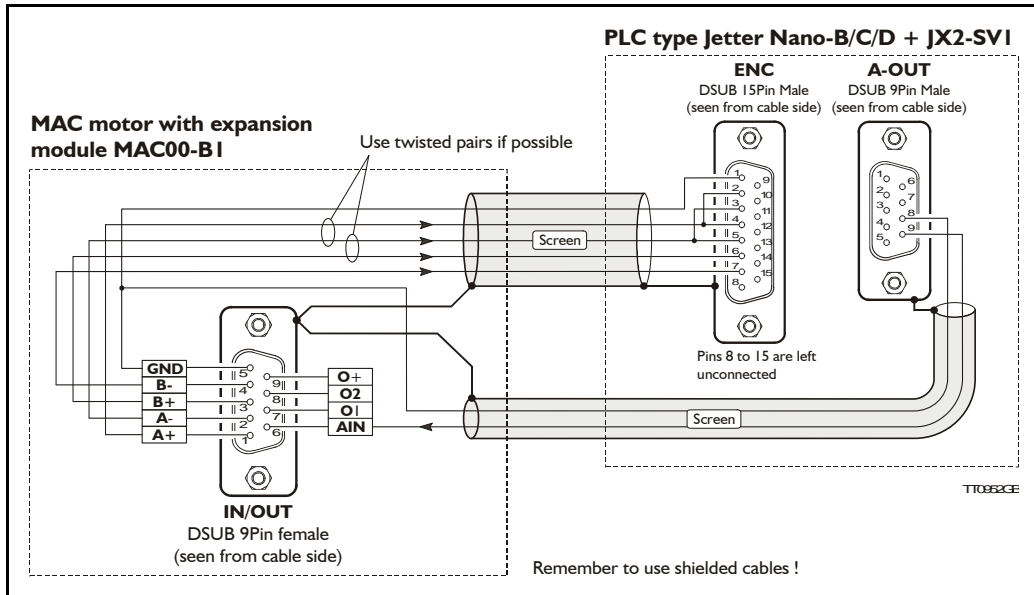 PLC type Jetter Nano-B/C/D + JX2-SV1
ENC
DSUB 15Pin Male
(seen from cable side)
A-OUT
DSUB 9Pin Male
(seen from cable side)
MAC motor with expansion
module MAC00-B1
Use twisted pairs if possible
Screen
1
2
3
4
5
6
7
8
9
10
11
12
13
14
15
1
2
3
4
5
6
7
8
9
Pins 8 to 15 are left
unconnected
GND
B-
B+
A-
A+
5
4
3
2
1
9
8
7
6
O+
O2
O1
AIN
Screen
TT0952GE
IN/OUT
DSUB 9Pin female
(seen from cable side)
Remember to use shielded cables !